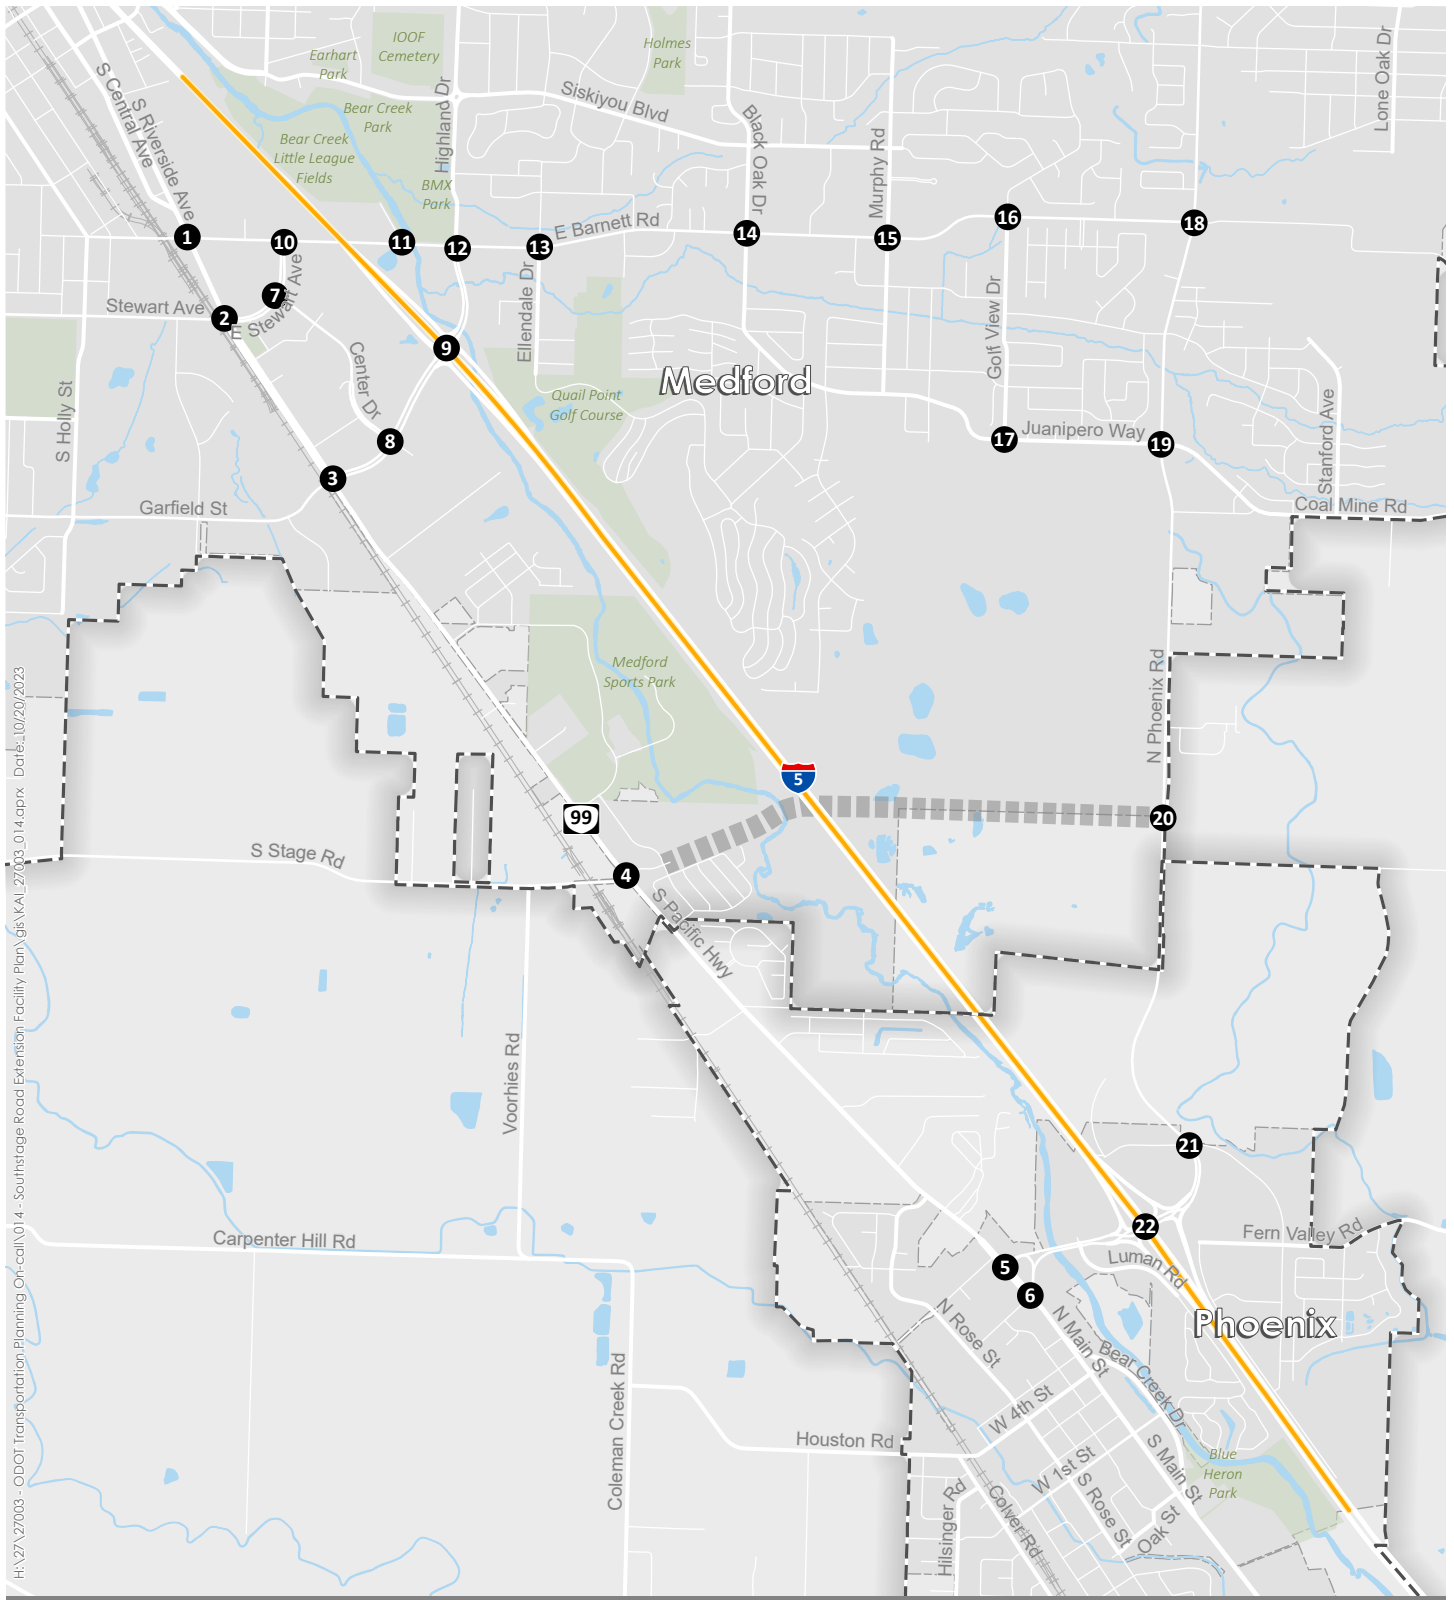 IOOF
Cemetery
Holmes
Park
Earhart
Park
Lone Oak Dr
S Central Ave
S Riverside Ave
Bear Creek
Park
Highland Dr
Siskiyou Blvd
Black Oak Dr
Murphy Rd
Bear Creek
Little League
Fields
BMX
Park
E Barnett Rd
1
10
11
12
13
14
15
16
18
7
Stewart Ave
2
E Stewart Ave
Ellendale Dr
Golf View Dr
9
Center Dr
Medford
Quail Point
Golf Course
S Holly St
8
17
Juanipero Way
19
Stanford Ave
3
Garfield St
Coal Mine Rd
Medford
Sports Park
N Phoenix Rd
5
99
20
S Stage Rd
4
S Pacific Hwy
Voorhies Rd
21
22
Carpenter Hill Rd
Fern Valley Rd
5
Luman Rd
6
N Rose St
N Main St
Phoenix
Bear Creek Dr
Coleman Creek Rd
W 4th St
Houston Rd
S Main St
Blue
Heron
Park
W 1st St
S Rose St
Hilsinger Rd
Colver Rd
Oak St
H:\27\27003 - ODOT Transportation Planning On-call\014 - Southstage Road Extension Facility Plan\gis\KAI_27003_014.aprx   Date: 10/20/2023